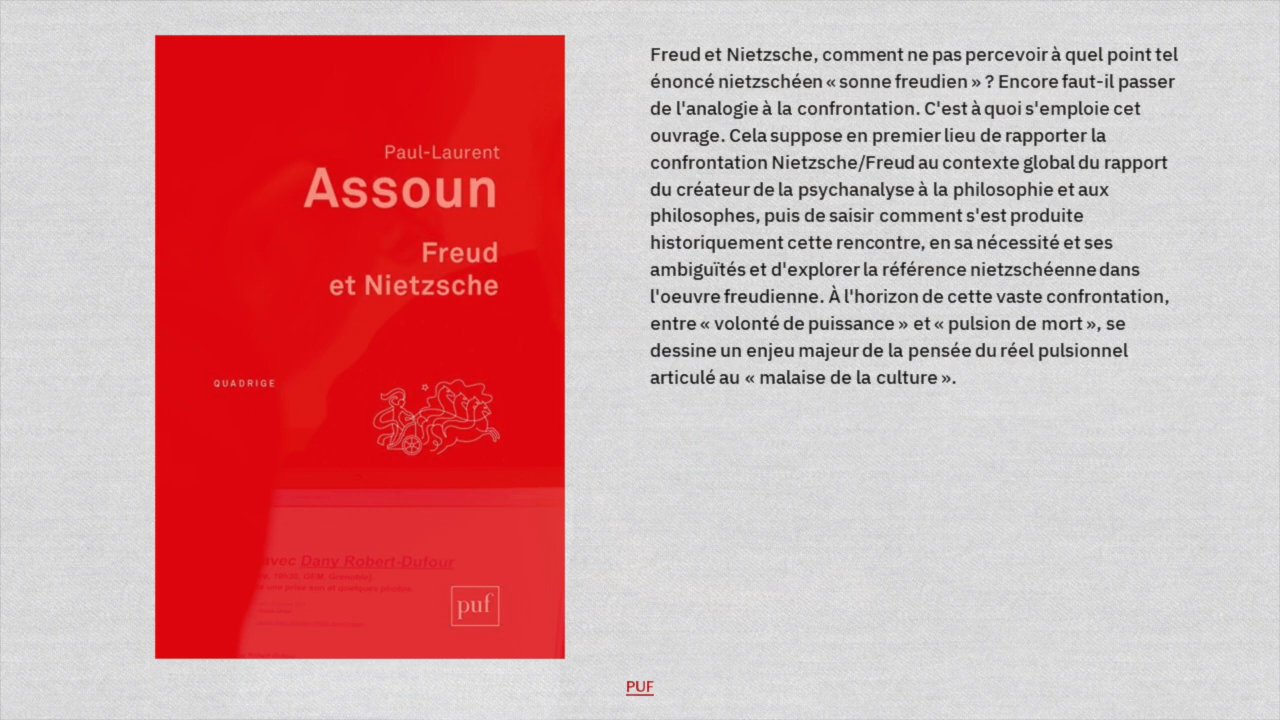 Paul-Laurent
Assoun
Freud
et Nietzsche
QUADRIGE
avec Dany Robert-Dufour
puf
Freud et Nietzsche, comment ne pas percevoir à quel point tel
énoncé nietzschéen « sonne freudien » ? Encore faut-il passer
de l'analogie à la confrontation. C'est à quoi s'emploie cet
ouvrage. Cela suppose en premier lieu de rapporter la
confrontation Nietzsche/Freud au contexte global du rapport
du créateur de la psychanalyse à la philosophie et aux
philosophes, puis de saisir comment s'est produite
historiquement cette rencontre, en sa nécessité et ses
ambiguïtés et d'explorer la référence nietzschéenne dans
l'oeuvre freudienne. À l'horizon de cette vaste confrontation,
entre « volonté de puissance » et « pulsion de mort », se
dessine un enjeu majeur de la pensée du réel pulsionnel
articulé au « malaise de la culture ».
PUF